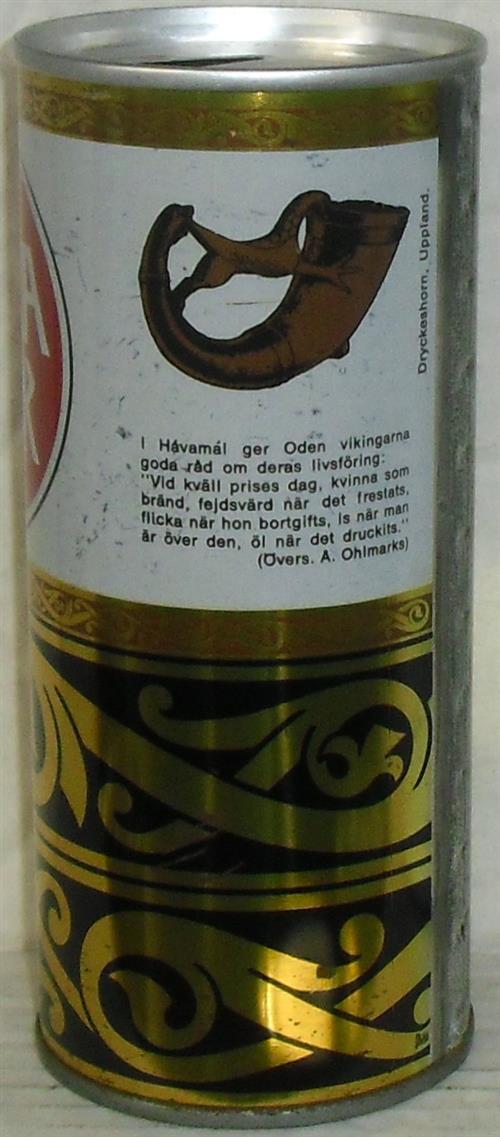 Dryckeshorn, Uppland.
I Hávamál ger Oden vikingarna
goda råd om deras livsföring:
"Vid kväll prises dag, kvinna som
bränd, fejdsvärd när det frestats,
flicka när hon bortgifts, is när man
är över den, öl när det druckits."
(Övers. A. Ohlmarks)